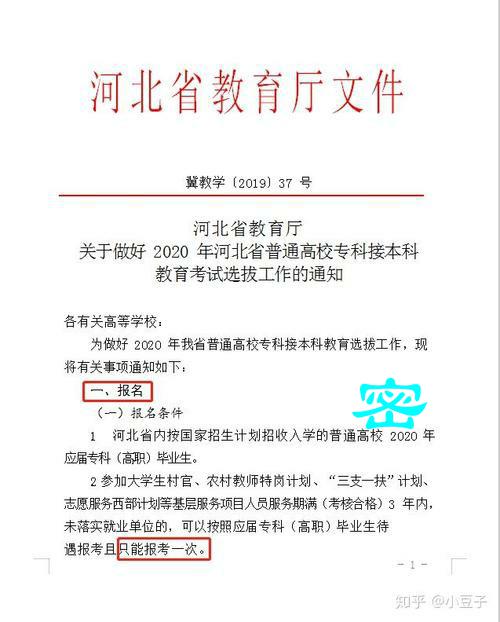 河北省教育厅文件
冀教学〔2019〕37 号
河北省教育厅
关于做好 2020 年河北省普通高校专科接本科
教育考试选拔工作的通知
各有关高等学校：
为做好 2020 年我省普通高校专科接本科教育选拔工作，现
将有关事项通知如下：
一、报名
（一）报名条件
密
1 河北省内按国家招生计划招收入学的普通高校 2020 年
应届专科（高职）毕业生。
2 参加大学生村官、农村教师特岗计划、“三支一扶”计划、
志愿服务西部计划等基层服务项目人员服务期满（考核合格）3 年内，
未落实就业单位的，可以按照应届专科（高职）毕业生待
遇报考且只能报考一次。
- 1 -
知乎 @小豆子